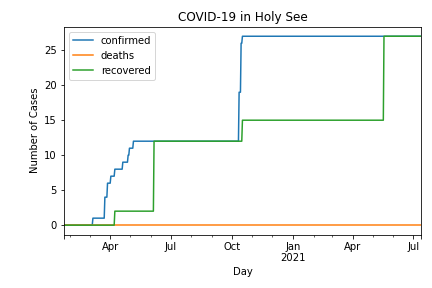 COVID-19 in Holy See
confirmed
deaths
recovered
Number of Cases
25
20
15
10
5
0
Apr Jul Oct Jan Apr Jul
2021
Day